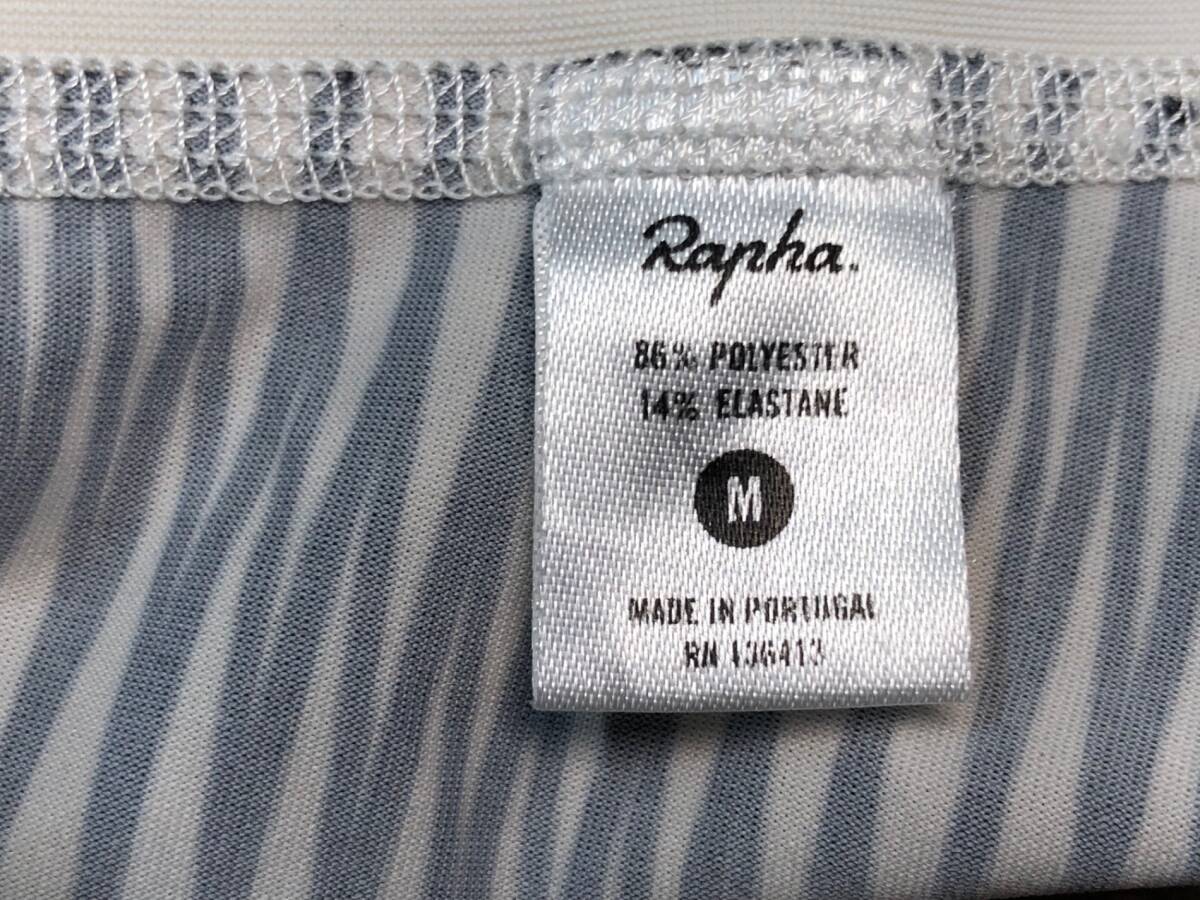 Rapha.
86% POLYESTER
14% ELASTANE
M
MADE IN PORTUGAL
RN 136413